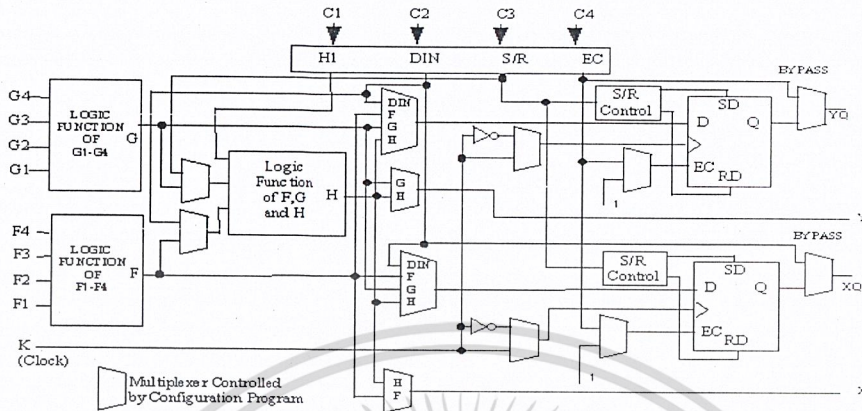 C1 C2 C3 C4
H1 DIN S/R EC
G4
G3
G2
G1
LOGIC
FUNCTION
OF
G1-G4
G
DIN
F
G
H
S/R
Control
SD
D Q
EC
RD
1
BYPASS
YQ
Logic
Function
of F,G
and H
H
G
H
Y
F4
F3
F2
F1
LOGIC
FUNCTION
OF
F1-F4
F
DIN
F
G
H
S/R
Control
SD
D Q
EC
RD
1
BYPASS
XQ
K
(Clock)
H
F
X
Multiplexer Controlled
by Configuration Program